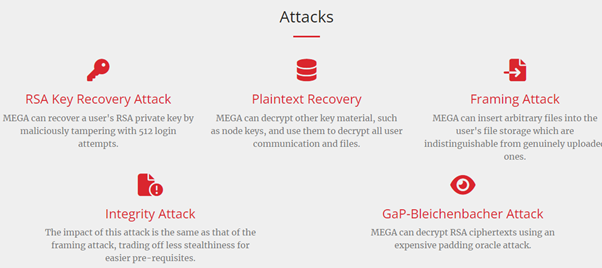 Attacks
RSA Key Recovery Attack
MEGA can recover a user's RSA private key by
maliciously tampering with 512 login
attempts.
Plaintext Recovery
MEGA can decrypt other key material, such
as node keys, and use them to decrypt all user
communication and files.
Framing Attack
MEGA can insert arbitrary files into the
user's file storage which are
indistinguishable from genuinely uploade
ones.
Integrity Attack
The impact of this attack is the same as that of the
framing attack, trading off less stealthiness for
easier pre-requisites.
GaP-Bleichenbacher Attack
MEGA can decrypt RSA ciphertexts using an
expensive padding oracle attack.